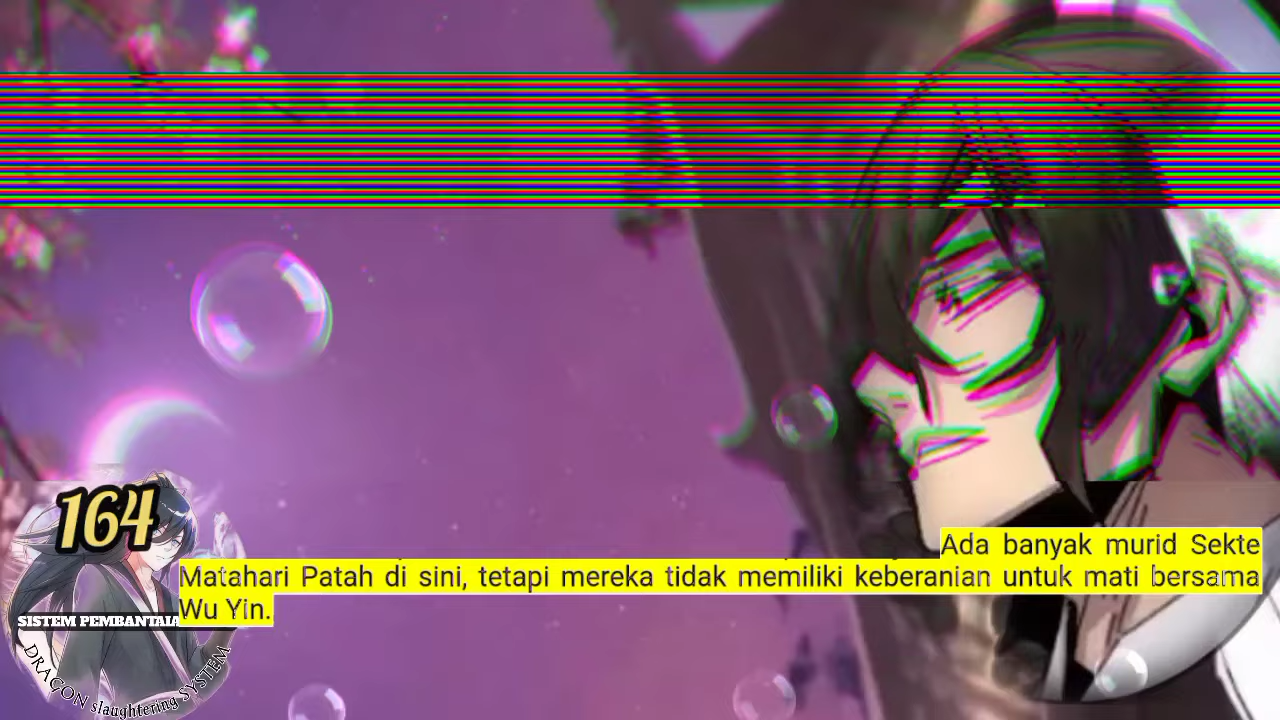 164
Ada banyak murid Sekte
Matahari Patah di sini, tetapi mereka tidak memiliki keberanian untuk mati bersama
Wu Yin.
SISTEM PEMBANTAIA
DRAGON slaughtering SYSTEM